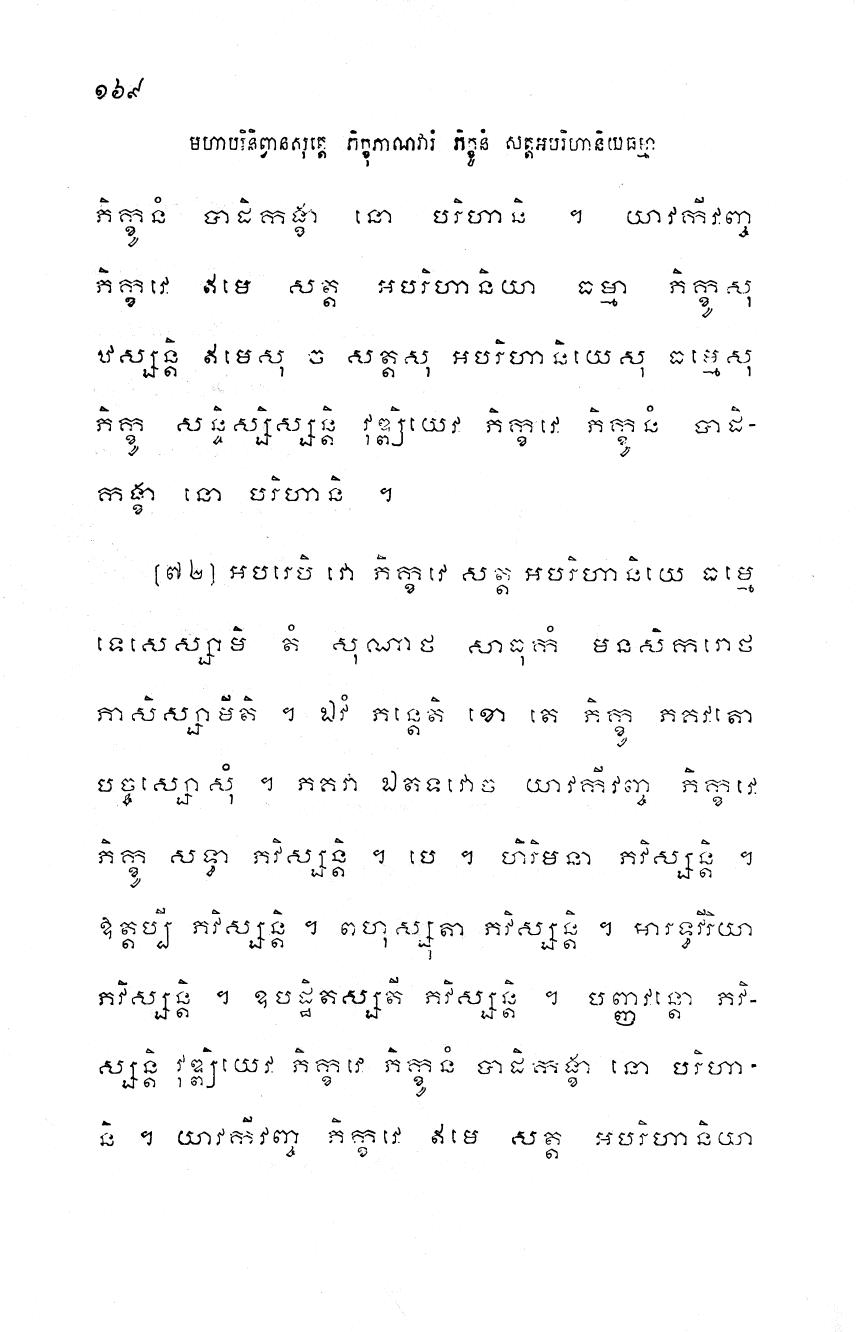 ១៦៩
មហាបរិនិព្វានសុត្តេ ភិក្ខុភាណវារំ ភិក្ខូនំ សត្តអបរិហានិយធម្មោ
ភិក្ខូនំ បាដិកង្ខា នោ បរិហានិ ។ យាវកីវញ្ច
ភិក្ខវេ ឥមេ សត្ត អបរិហានិយា ធម្មា ភិក្ខូសុ
ឋស្សន្តិ ឥមេសុ ច សត្តសុ អបរិហានិយេសុ ធម្មេសុ
ភិក្ខូ សន្ទិស្សិស្សន្តិ វុឌ្ឍិយេវ ភិក្ខវេ ភិក្ខូនំ បាដិ-
កង្ខា នោ បរិហានិ ។
[៧២] អបរេបិ វោ ភិក្ខវេ សត្ត អបរិហានិយេ ធម្មេ
ទេសេស្សាមិ តំ សុណាថ សាធុកំ មនសិករោថ
ភាសិស្សាមីតិ ។ ឯវំ ភន្តេតិ ខោ តេ ភិក្ខូ ភគវតោ
បច្ចស្សោសុំ ។ ភគវា ឯតទវោច យាវកីវញ្ច ភិក្ខវេ
ភិក្ខូ សទ្ធា ភវិស្សន្តិ ។ បេ ។ ហិរិមនា ភវិស្សន្តិ ។
ឱត្តប្បី ភវិស្សន្តិ ។ ពហុស្សុតា ភវិស្សន្តិ ។ អារទ្ធវីរិយា
ភវិស្សន្តិ ។ ឧបដ្ឋិតស្សតី ភវិស្សន្តិ ។ បញ្ញវន្តោ ភវិ-
ស្សន្តិ វុឌ្ឍិយេវ ភិក្ខវេ ភិក្ខូនំ បាដិកង្ខា នោ បរិហា-
និ ។ យាវកីវញ្ច ភិក្ខវេ ឥមេ សត្ត អបរិហានិយា